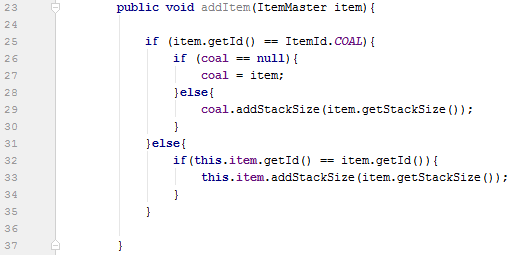 23 public void addItem(ItemMaster item){
24
25 if (item.getId() == ItemId.COAL){
26 if (coal == null){
27 coal = item;
28 }else{
29 coal.addStackSize(item.getStackSize());
30 }
31 }else{
32 if(this.item.getId() == item.getId()){
33 this.item.addStackSize(item.getStackSize());
34 }
35 }
36
37 }